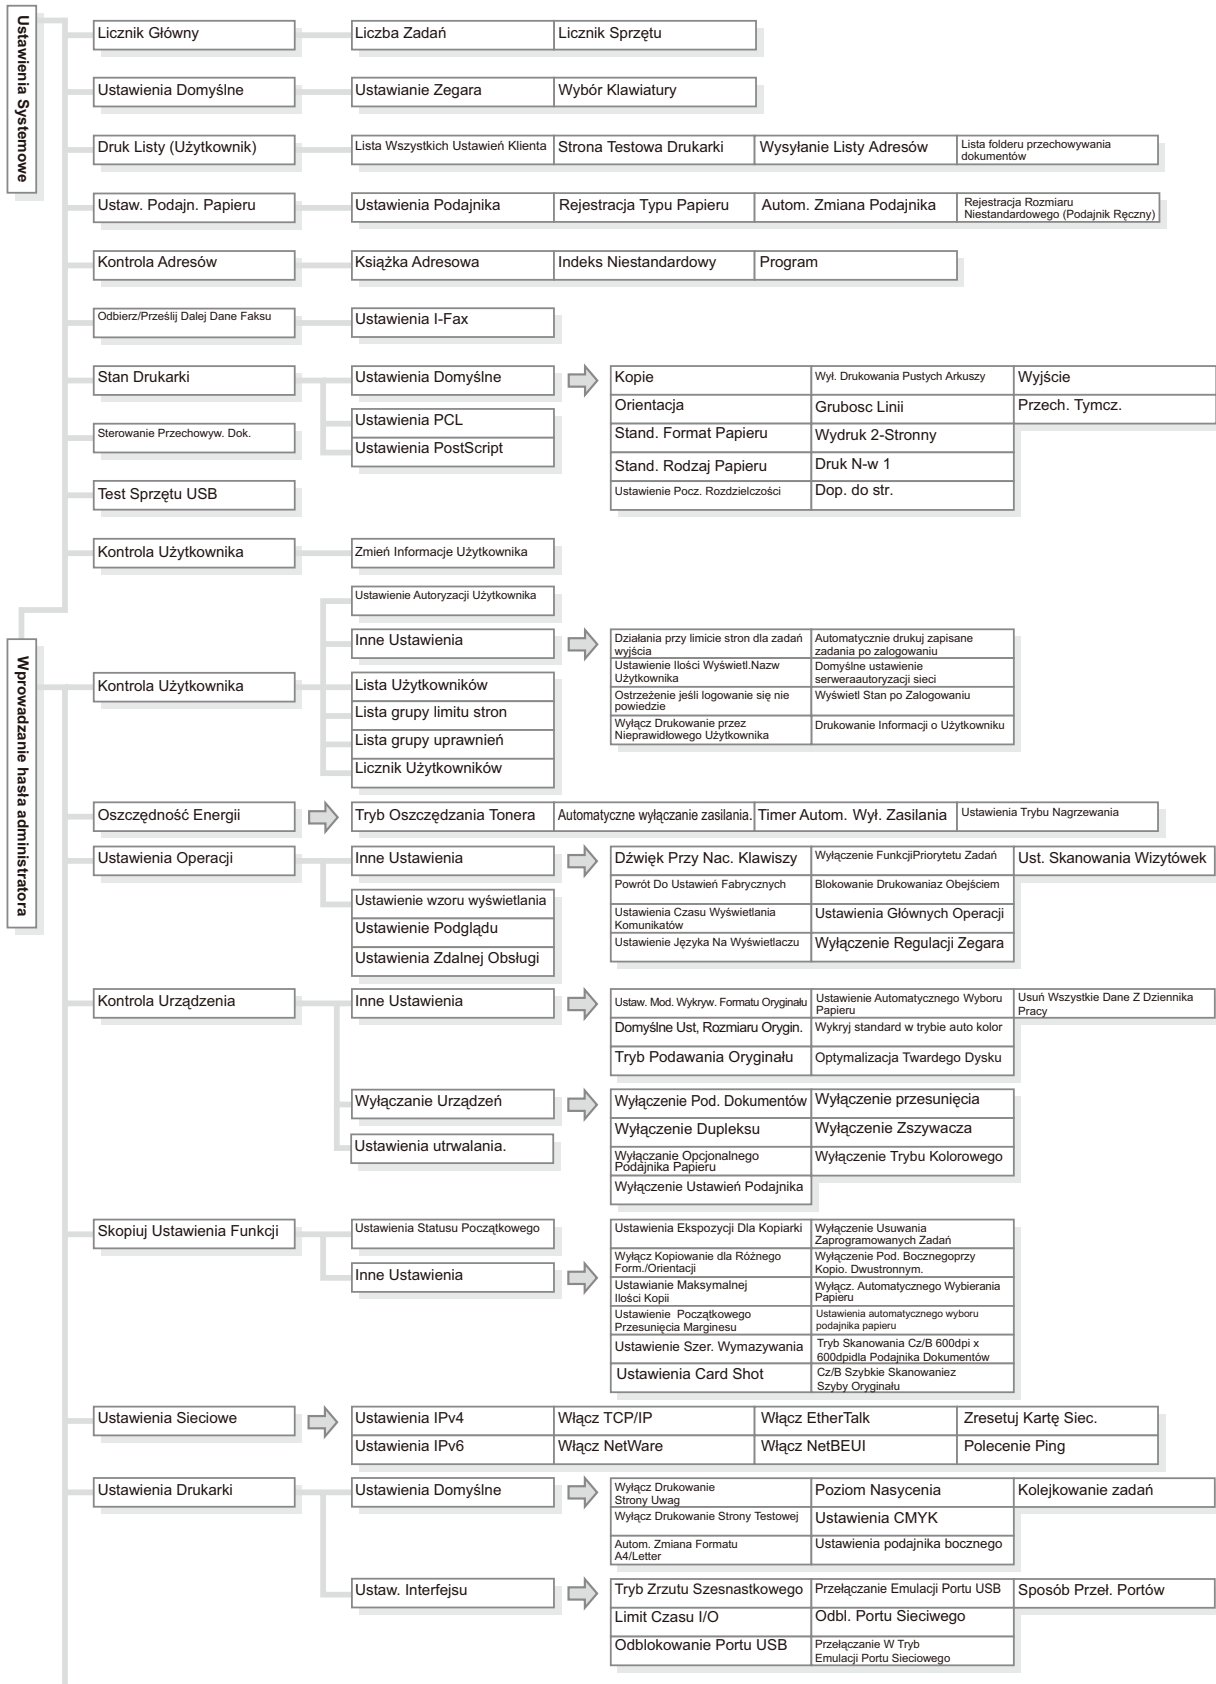 Ustawienia Systemowe
Licznik Główny
Liczba Zadań
Licznik Sprzętu
Ustawienia Domyślne
Ustawianie Zegara
Wybór Klawiatury
Druk Listy (Użytkownik)
Lista Wszystkich Ustawień Klienta
Strona Testowa Drukarki
Wysyłanie Listy Adresów
Lista folderu przechowywania
dokumentów
Ustaw. Podajn. Papieru
Ustawienia Podajnika
Rejestracja Typu Papieru
Autom. Zmiana Podajnika
Rejestracja Rozmiaru
Niestandardowego (Podajnik Ręczny)
Kontrola Adresów
Książka Adresowa
Indeks Niestandardowy
Program
Odbierz/Prześlij Dalej Dane Faksu
Ustawienia I-Fax
Stan Drukarki
Ustawienia Domyślne
Kopie
Wył. Drukowania Pustych Arkuszy
Wyjście
Orientacja
Grubosc Linii
Przech. Tymcz.
Ustawienia PCL
Sterowanie Przechowyw. Dok.
Stand. Format Papieru
Wydruk 2-Stronny
Ustawienia PostScript
Stand. Rodzaj Papieru
Druk N-w 1
Test Sprzętu USB
Ustawienie Pocz. Rozdzielczości
Dop. do str.
Kontrola Użytkownika
Zmień Informacje Użytkownika
Wprowadzanie hasła administratora
Kontrola Użytkownika
Ustawienie Autoryzacji Użytkownika
Inne Ustawienia
Działania przy limicie stron dla zadań
wyjścia
Automatycznie drukuj zapisane
zadania po zalogowaniu
Ustawienie Ilości Wyświetl.Nazw
Użytkownika
Domyślne ustawienie
serweraautoryzacji sieci
Ostrzeżenie jeśli logowanie się nie
powiedzie
Wyświetl Stan po Zalogowaniu
Wyłącz Drukowanie przez
Nieprawidłowego Użytkownika
Drukowanie Informacji o Użytkowniku
Lista Użytkowników
Lista grupy limitu stron
Lista grupy uprawnień
Licznik Użytkowników
Oszczędność Energii
Tryb Oszczędzania Tonera
Automatyczne wyłączanie zasilania.
Timer Autom. Wył. Zasilania
Ustawienia Trybu Nagrzewania
Ustawienia Operacji
Inne Ustawienia
Dźwięk Przy Nac. Klawiszy
Wyłączenie FunkcjiPriorytetu Zadań
Ust. Skanowania Wizytówek
Powrót Do Ustawień Fabrycznych
Blokowanie Drukowaniaz Obejściem
Ustawienia Czasu Wyświetlania
Komunikatów
Ustawienia Głównych Operacji
Ustawienie Języka Na Wyświetlaczu
Wyłączenie Regulacji Zegara
Ustawienie wzoru wyświetlania
Ustawienie Podglądu
Ustawienia Zdalnej Obsługi
Kontrola Urządzenia
Inne Ustawienia
Ustaw. Mod. Wykryw. Formatu Oryginału
Ustawienie Automatycznego Wyboru
Papieru
Usuń Wszystkie Dane Z Dziennika
Pracy
Domyślne Ust, Rozmiaru Orygin.
Wykryj standard w trybie auto kolor
Tryb Podawania Oryginału
Optymalizacja Twardego Dysku
Wyłączanie Urządzeń
Wyłączenie Pod. Dokumentów
Wyłączenie przesunięcia
Wyłączenie Dupleksu
Wyłączenie Zszywacza
Wyłączanie Opcjonalnego
Podajnika Papieru
Wyłączenie Trybu Kolorowego
Wyłączenie Ustawień Podajnika
Ustawienia utrwalania.
Skopiuj Ustawienia Funkcji
Ustawienia Statusu Początkowego
Inne Ustawienia
Ustawienia Ekspozycji Dla Kopiarki
Wyłączenie Usuwania
Zaprogramowanych Zadań
Wyłącz Kopiowanie dla Różnego
Form./Orientacji
Wyłączenie Pod. Bocznegoprzy
Kopio. Dwustronnym.
Ustawianie Maksymalnej
Ilości Kopii
Wyłącz. Automatycznego Wybierania
Papieru
Ustawienie Początkowego
Przesunięcia Marginesu
Ustawienia automatycznego wyboru
podajnika papieru
Ustawienie Szer. Wymazywania
Tryb Skanowania Cz/B 600dpi x
600dpidla Podajnika Dokumentów
Ustawienia Card Shot
Cz/B Szybkie Skanowaniez
Szyby Oryginału
Ustawienia Sieciowe
Ustawienia IPv4
Włącz TCP/IP
Włącz EtherTalk
Zresetuj Kartę Siec.
Ustawienia IPv6
Włącz NetWare
Włącz NetBEUI
Polecenie Ping
Ustawienia Drukarki
Ustawienia Domyślne
Wyłącz Drukowanie
Strony Uwag
Poziom Nasycenia
Kolejkowanie zadań
Wyłącz Drukowanie Strony Testowej
Ustawienia CMYK
Autom. Zmiana Formatu
A4/Letter
Ustawienia podajnika bocznego
Ustaw. Interfejsu
Tryb Zrzutu Szesnastkowego
Przełączanie Emulacji Portu USB
Sposób Przeł. Portów
Limit Czasu I/O
Odbl. Portu Sieciwego
Odblokowanie Portu USB
Przełączanie W Tryb
Emulacji Portu Sieciowego